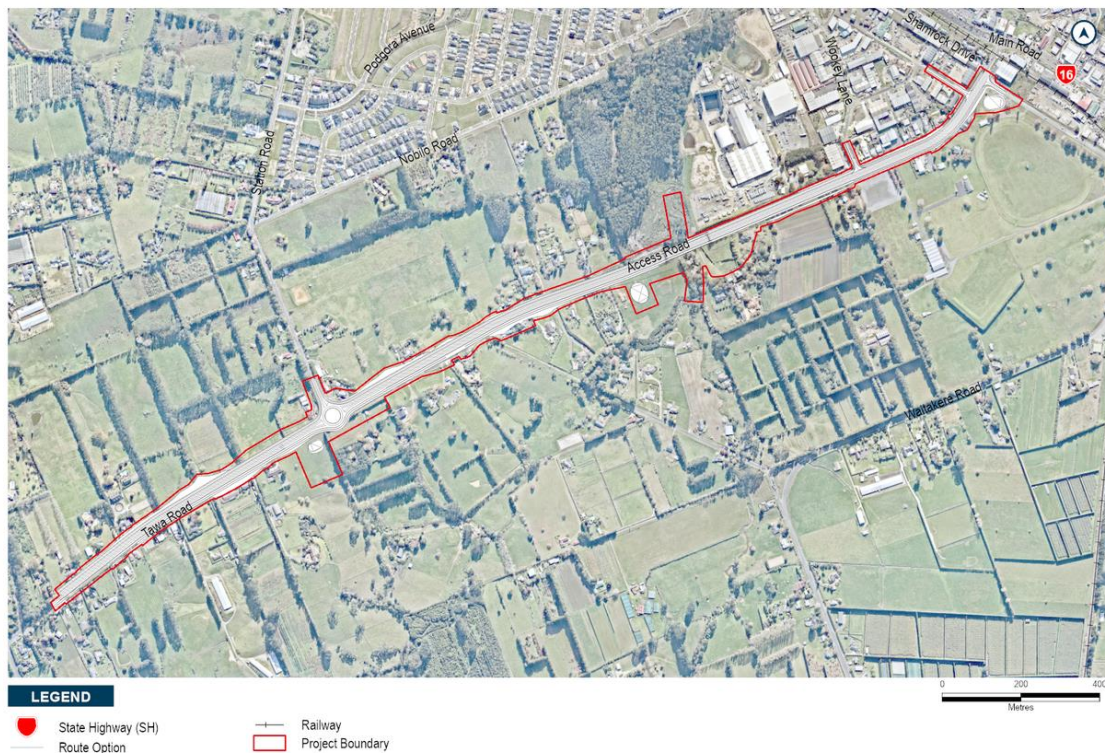 Podgora Avenue
Station Road
Nobilo Road
Wookey Lane
Shamrock Drive
Main Road
16
Access Road
Waitakere Road
Tawa Road
LEGEND
State Highway (SH)
Route Option
Railway
Project Boundary
0 200 400
Metres